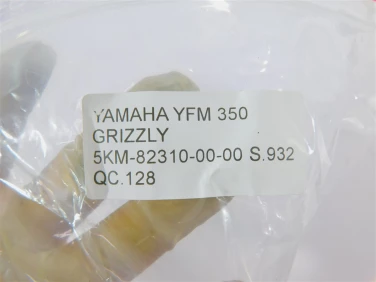 YAMAHA YFM 350
GRIZZLY
5KM-82310-00-00 S.932
QC.128